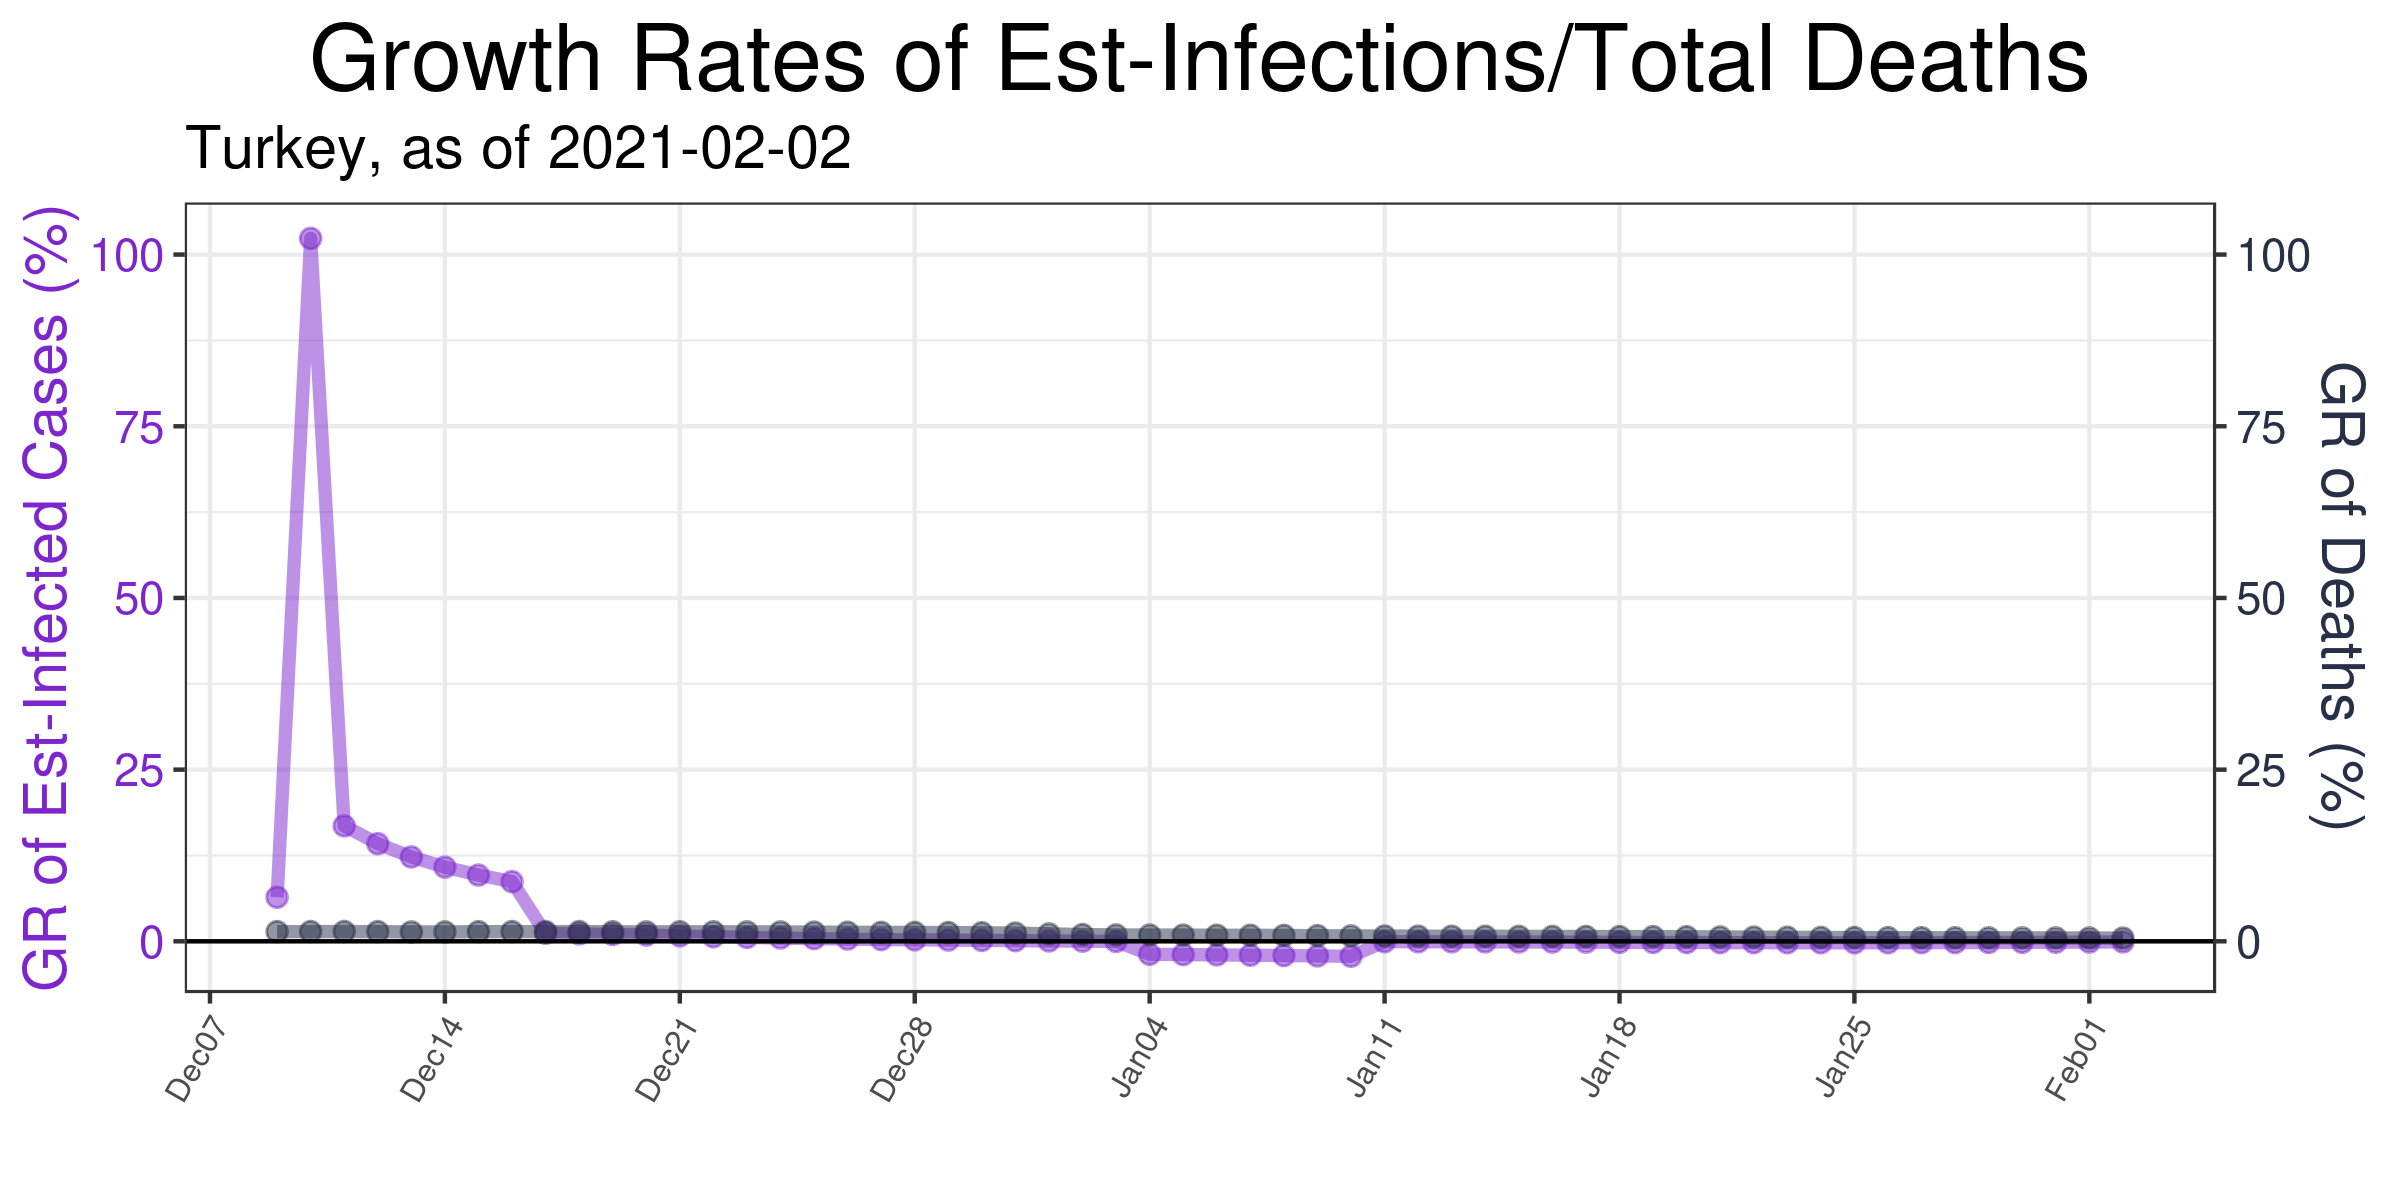 Growth Rates of Est-Infections/Total Deaths
Turkey, as of 2021-02-02
GR of Est-Infected Cases (%)
100
75
50
25
0
100
75
50
25
0
GR of Deaths (%)
Dec07
Dec14
Dec21
Dec28
Jan04
Jan11
Jan18
Jan25
Feb01